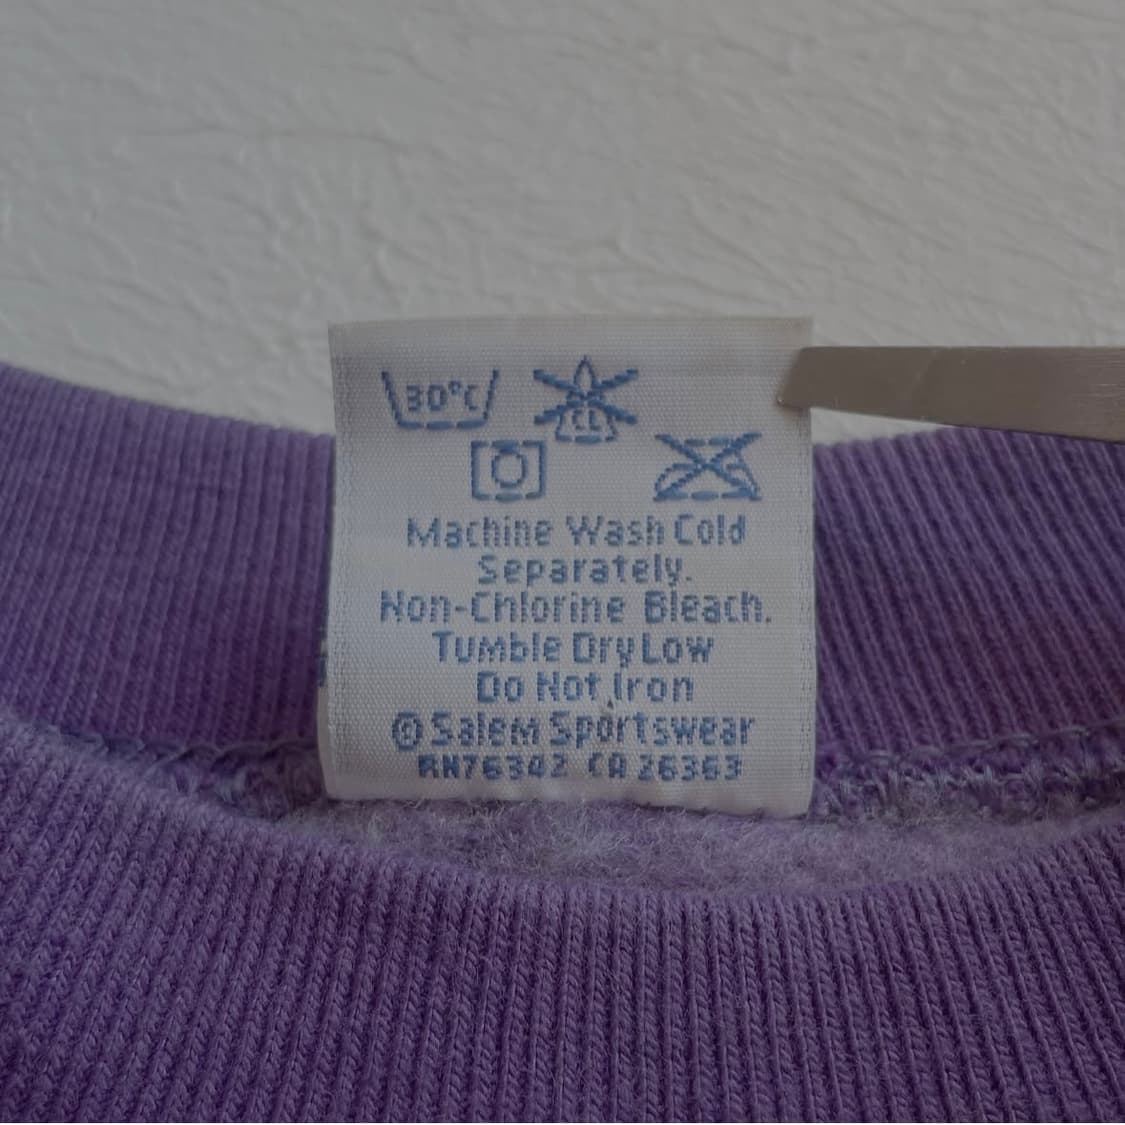 30°C
CL
Machine Wash Cold
Separately.
Non-Chlorine Bleach.
Tumble Dry Low
Do Not Iron
© Salem Sportswear
RN76342 CA 26363